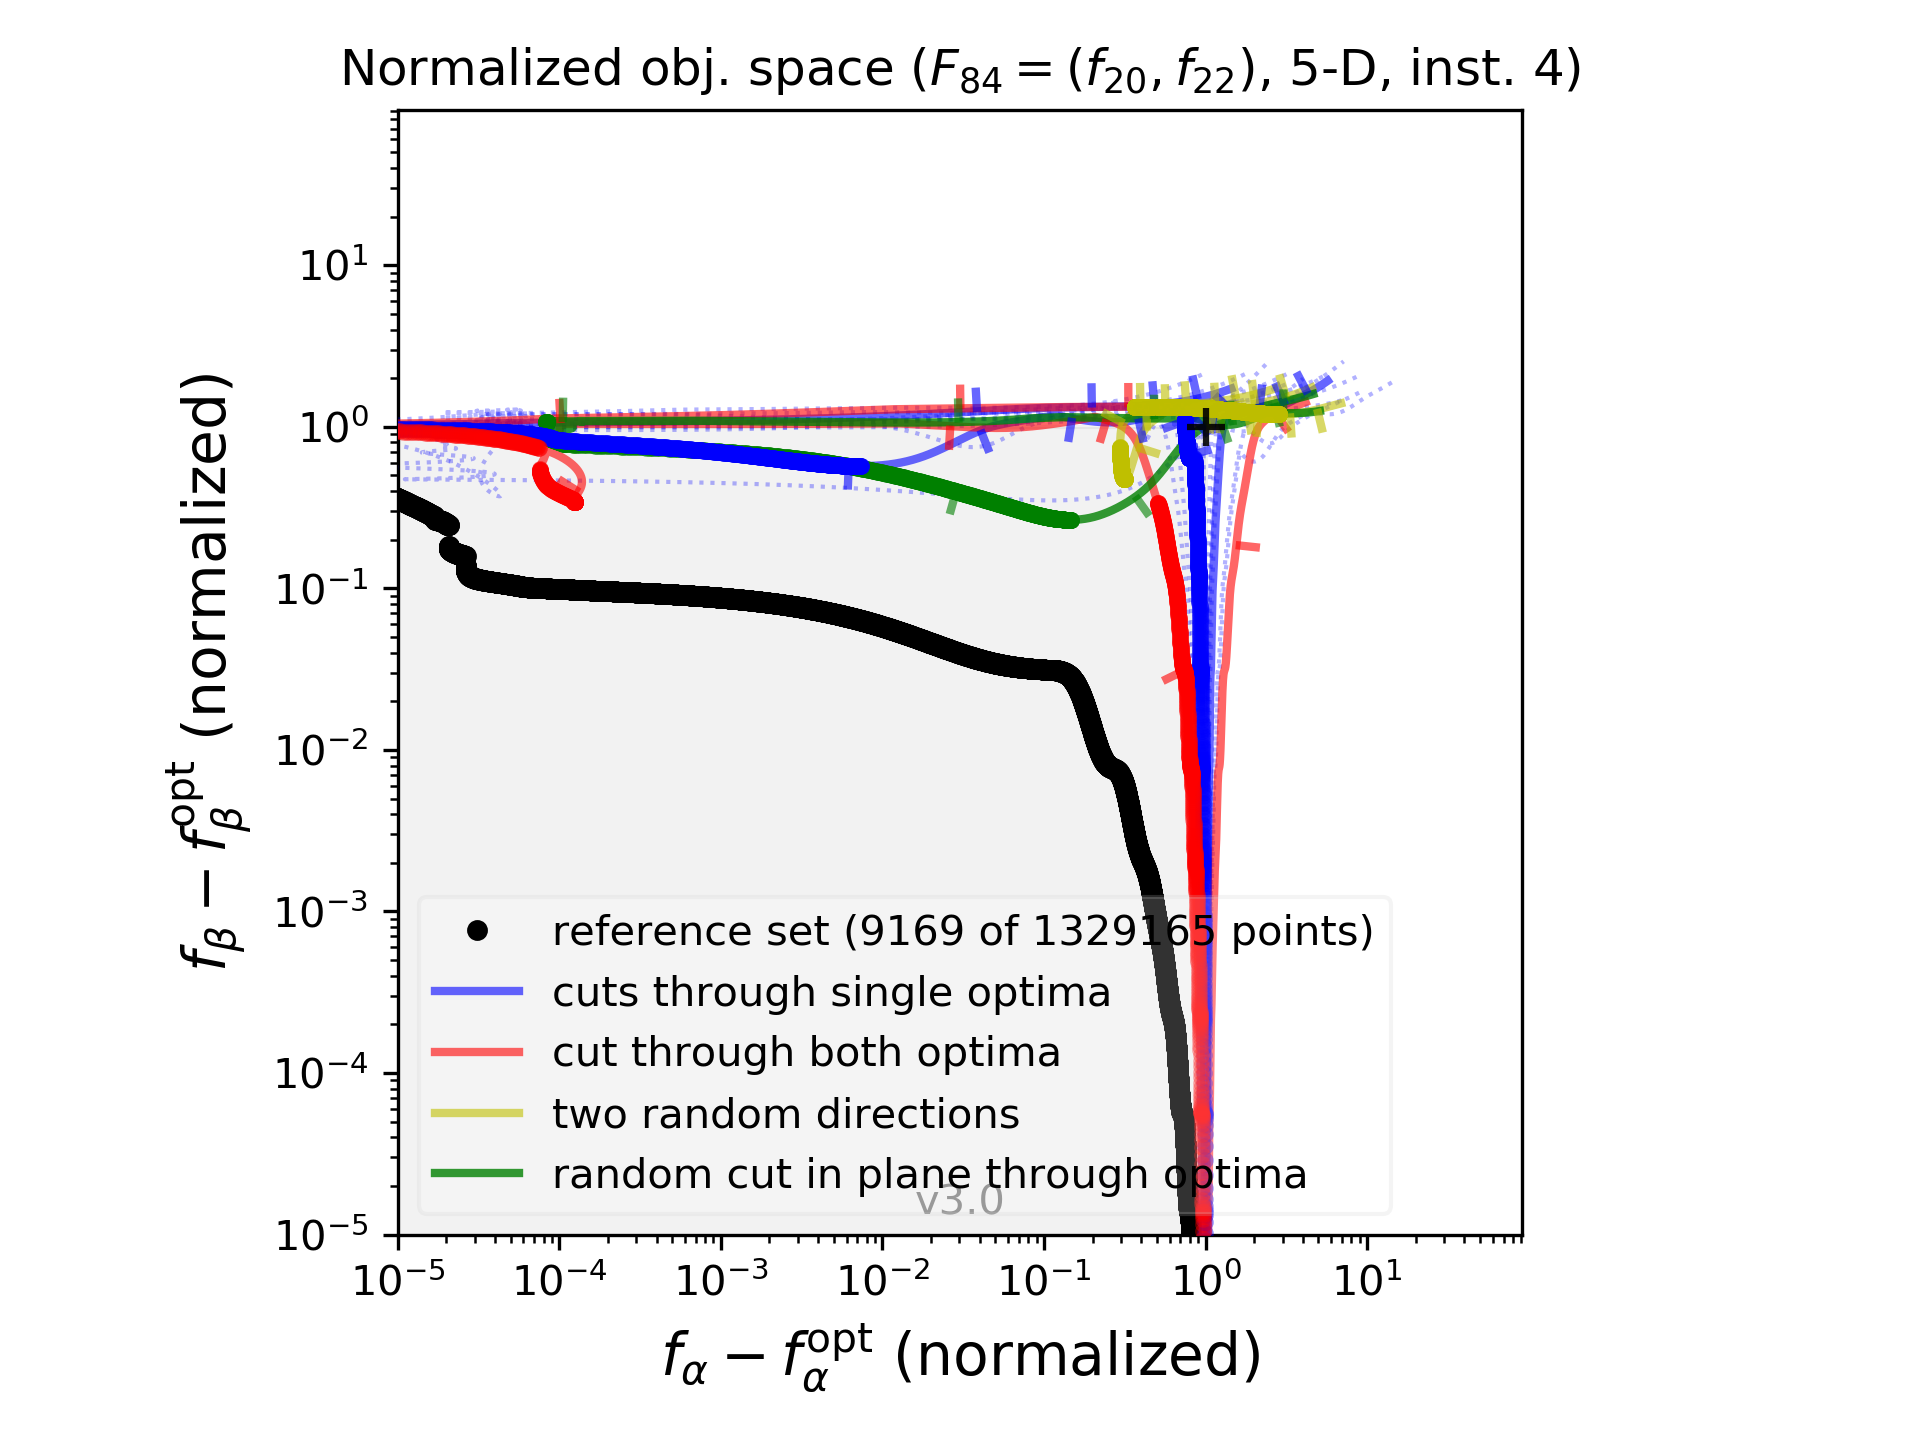 Normalized obj. space ($F_{84} = (f_{20}, f_{22})$, 5-D, inst. 4)
$f_\beta - f_\beta^{\mathrm{opt}}$ (normalized)
$10^1$
$10^0$
$10^{-1}$
$10^{-2}$
$10^{-3}$
$10^{-4}$
$10^{-5}$
reference set (9169 of 1329165 points)
cuts through single optima
cut through both optima
two random directions
random cut in plane through optima
v3.0
$10^{-5}$ $10^{-4}$ $10^{-3}$ $10^{-2}$ $10^{-1}$ $10^0$ $10^1$
$f_\alpha - f_\alpha^{\mathrm{opt}}$ (normalized)